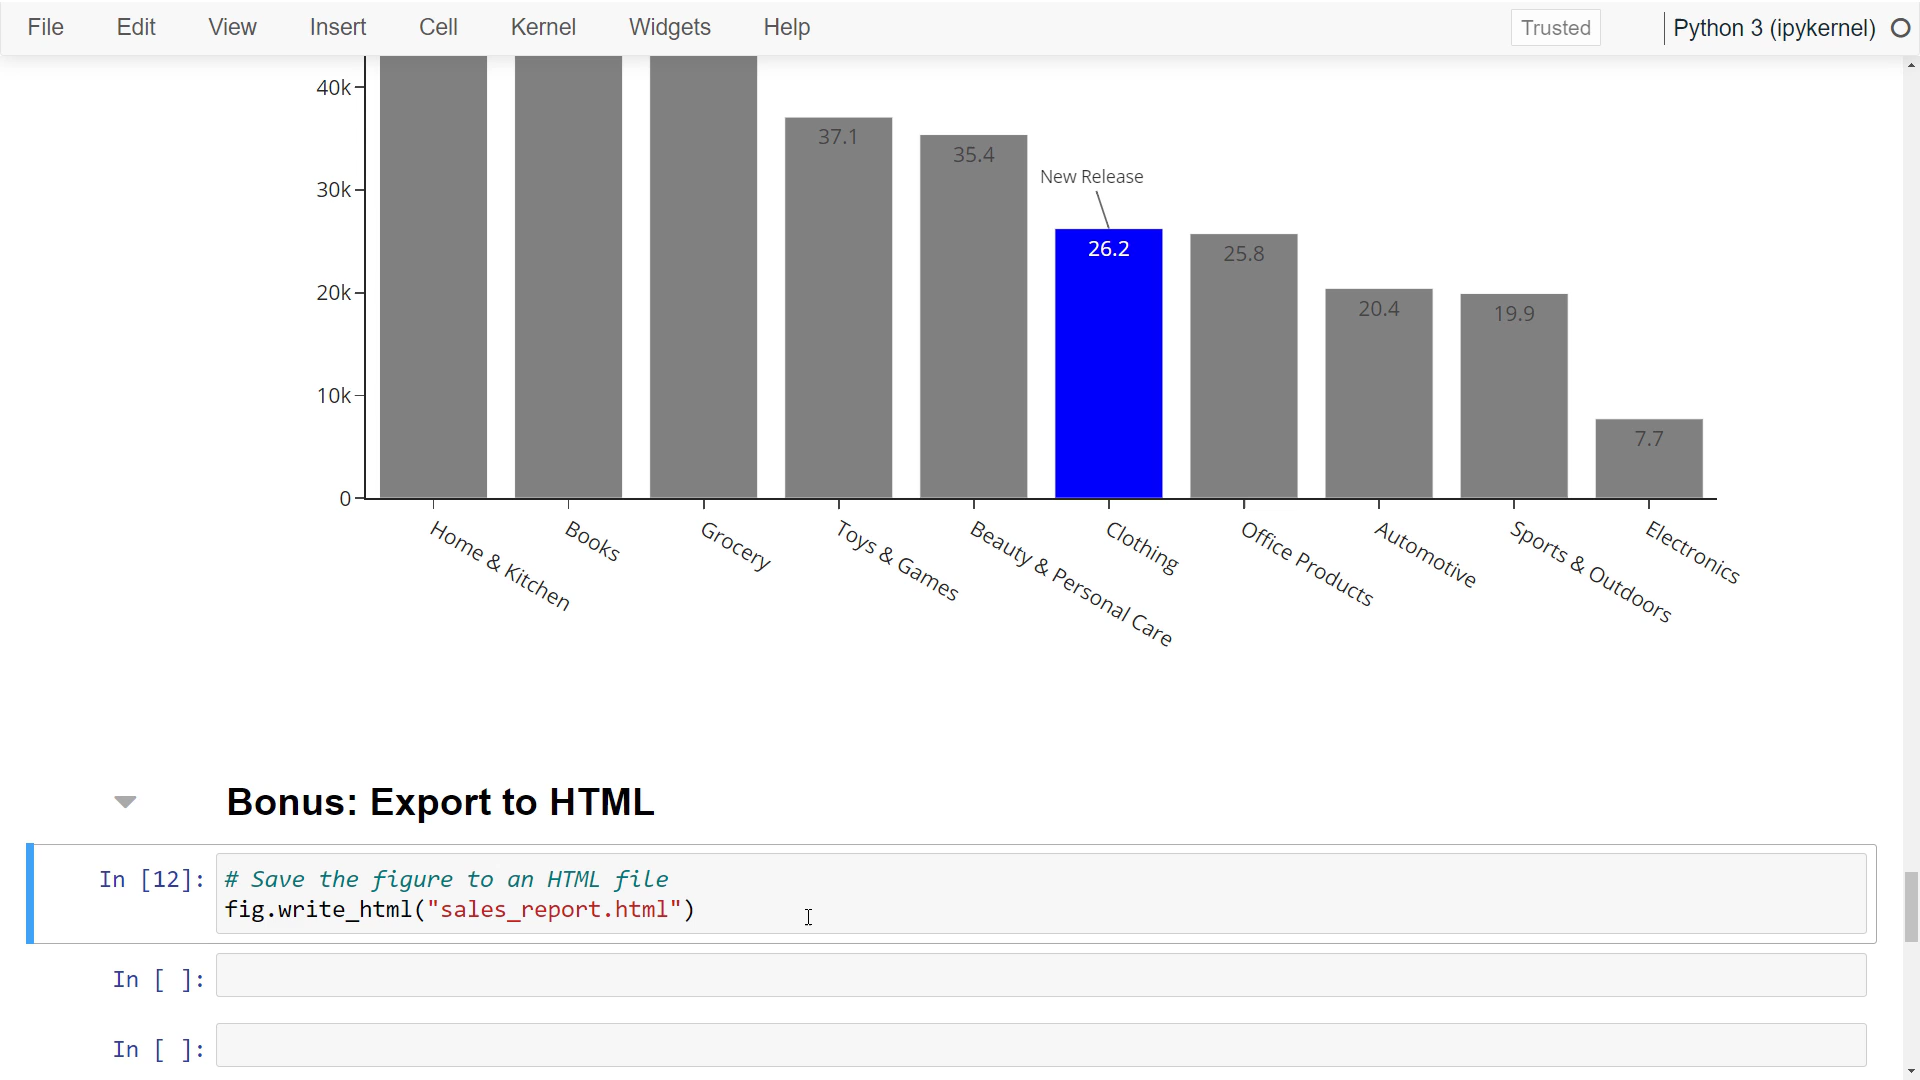 File Edit View Insert Cell Kernel Widgets Help Trusted Python 3 (ipykernel)
40k
37.1
35.4
30k
New Release
26.2
25.8
20k
20.4
19.9
10k
7.7
0
Home & Kitchen
Books
Grocery
Toys & Games
Beauty & Personal Care
Clothing
Office Products
Automotive
Sports & Outdoors
Electronics
Bonus: Export to HTML
In [12]: # Save the figure to an HTML file
fig.write_html("sales_report.html")
In [ ]:
In [ ]: